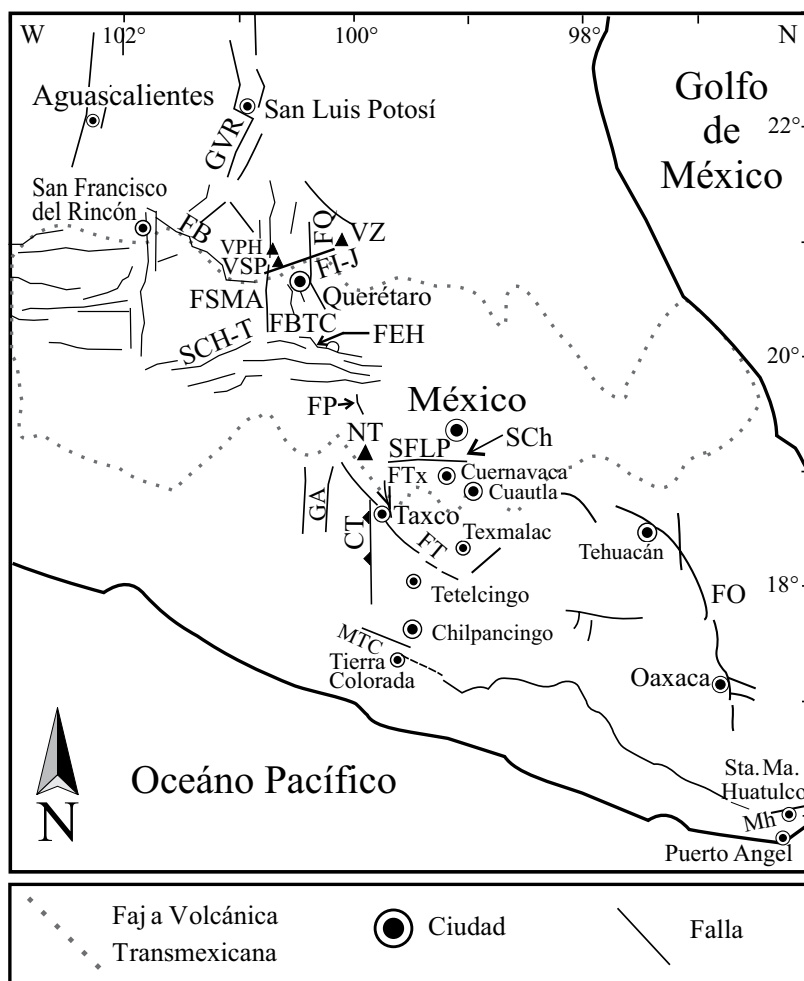 W
102°
100°
98°
N
Aguascalientes
San Luis Potosí
GVR
Golfo
de
México
22°
San Francisco
del Rincón
FB
VPH
VSP
FQ
VZ
FI-J
FSMA
Querétaro
FBTC
SCH-T
FEH
20°
FP
México
NT
SFLP
SCh
FTx
Cuernavaca
Cuautla
GA
CT
Taxco
FT
Texmalac
Tehuacán
18°
Tetelcingo
FO
MTC
Chilpancingo
Tierra
Colorada
Oaxaca
Oceáno Pacífico
N
Sta. Ma.
Huatulco
Mh
Puerto Angel
Faja Volcánica
Transmexicana
Ciudad
Falla